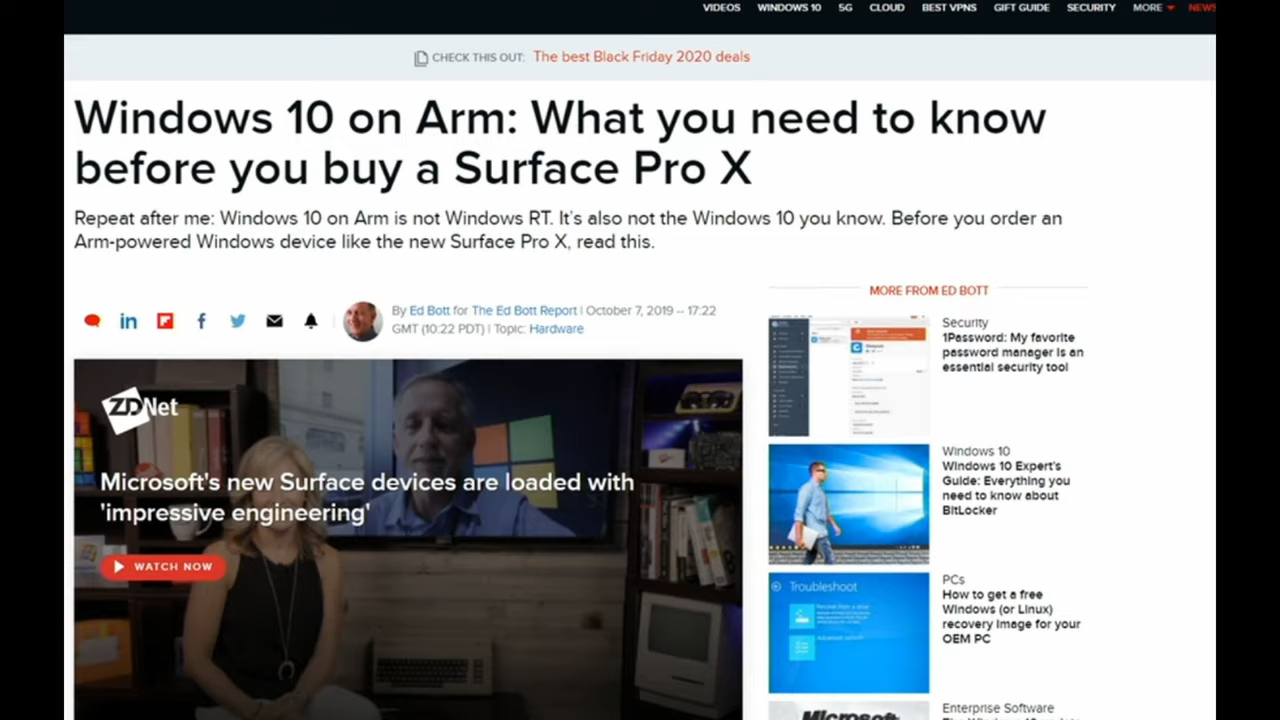 VIDEOS WINDOWS 10 5G CLOUD BEST VPNS GIFT GUIDE SECURITY MORE NEWS
CHECK THIS OUT: The best Black Friday 2020 deals
Windows 10 on Arm: What you need to know
before you buy a Surface Pro X
Repeat after me: Windows 10 on Arm is not Windows RT. It's also not the Windows 10 you know. Before you order an
Arm-powered Windows device like the new Surface Pro X, read this.
By Ed Bott for The Ed Bott Report | October 7, 2019 -- 17:22
GMT (10:22 PDT) | Topic: Hardware
ZDNet
Microsoft's new Surface devices are loaded with
'impressive engineering'
WATCH NOW
MORE FROM ED BOTT
Security
1Password: My favorite
password manager is an
essential security tool
Windows 10
Windows 10 Expert's
Guide: Everything you
need to know about
BitLocker
Troubleshoot
PCs
How to get a free
Windows (or Linux)
recovery image for your
OEM PC
Microsoft
Enterprise Software